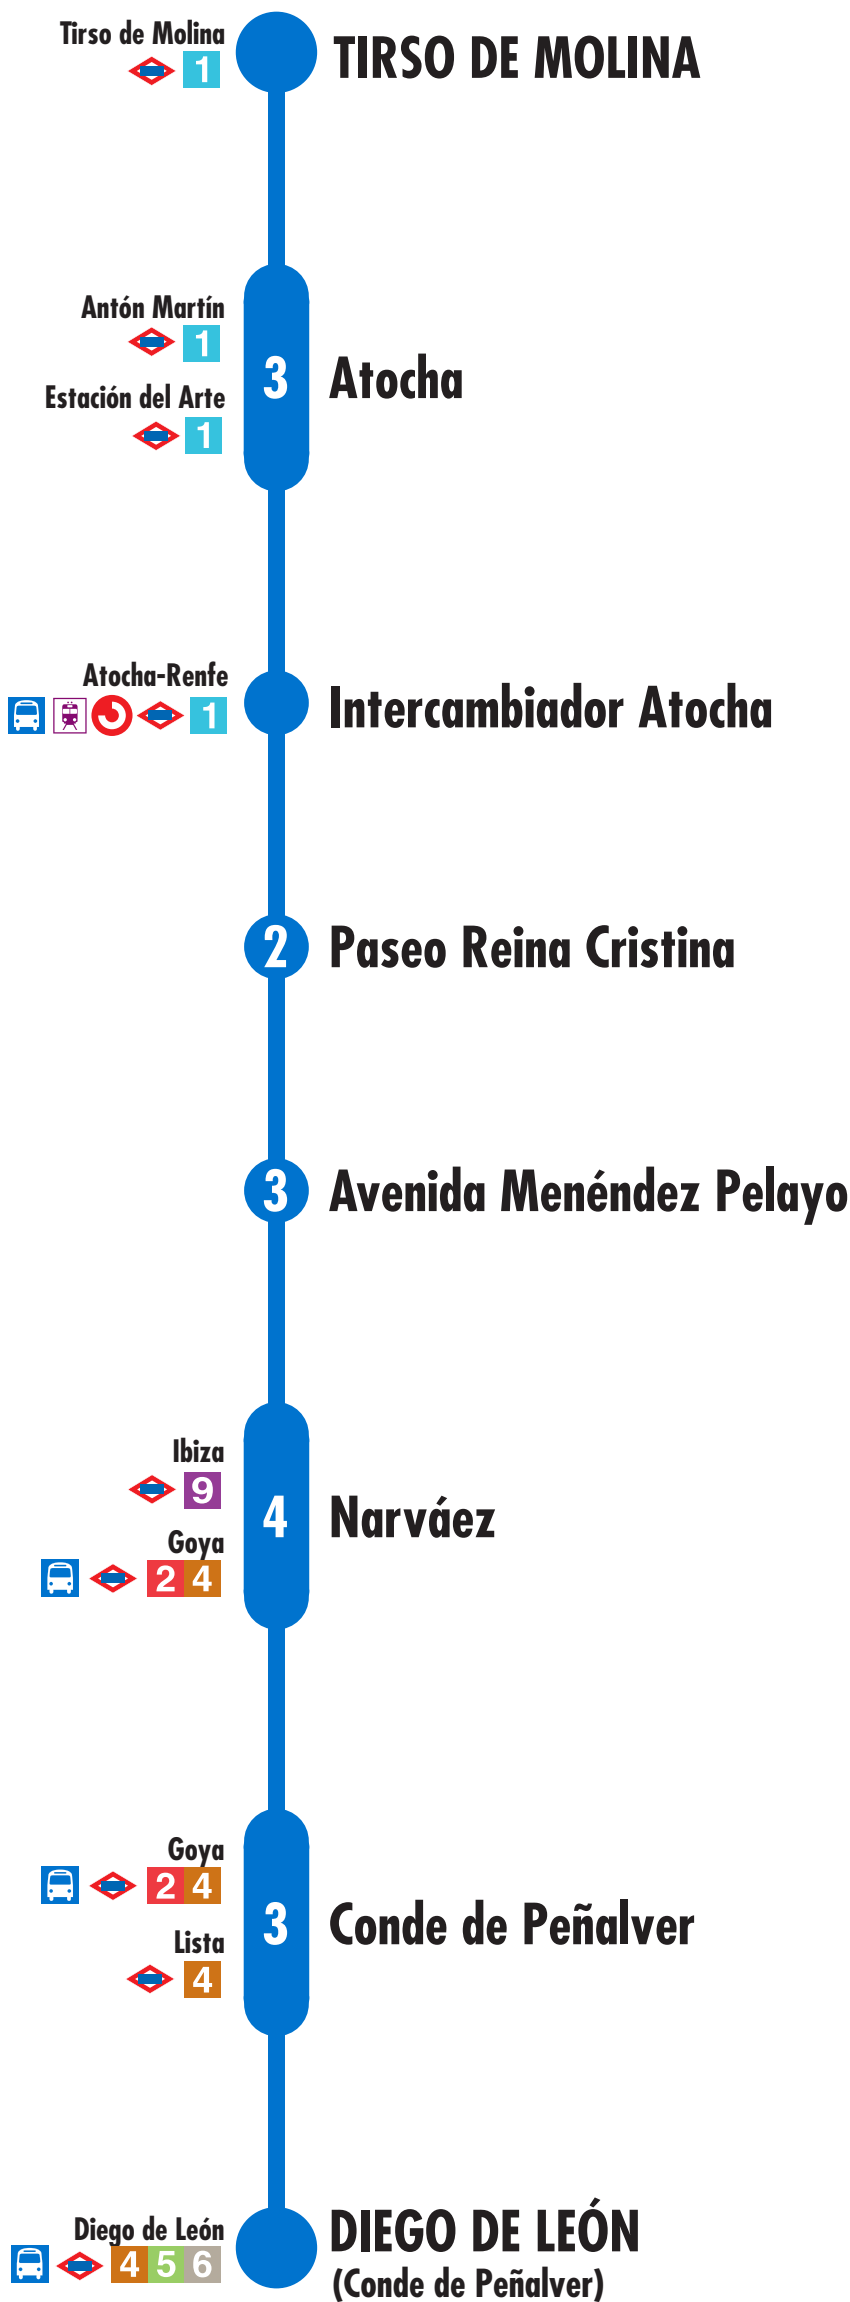 Tirso de Molina
1
TIRSO DE MOLINA
Antón Martín
1
Estación del Arte
1
3
Atocha
Atocha-Renfe
1
Intercambiador Atocha
2
Paseo Reina Cristina
3
Avenida Menéndez Pelayo
Ibiza
9
Goya
2 4
4
Narváez
Goya
2 4
Lista
4
3
Conde de Peñalver
Diego de León
4 5 6
DIEGO DE LEÓN
(Conde de Peñalver)